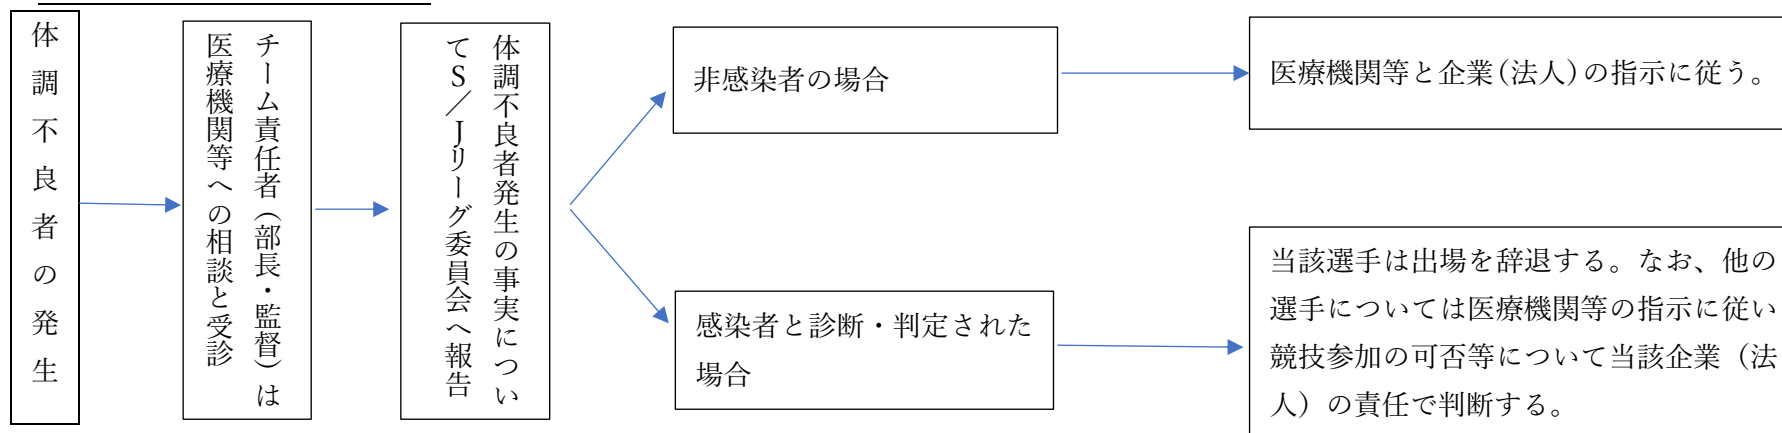 体調不良者の発生
チーム責任者（部長・監督）は
医療機関等への相談と受診
体調不良者発生の事実につい
てS／Jリーグ委員会へ報告
非感染者の場合
医療機関等と企業（法人）の指示に従う。
感染者と診断・判定された
場合
当該選手は出場を辞退する。なお、他の
選手については医療機関等の指示に従い
競技参加の可否等について当該企業（法
人）の責任で判断する。